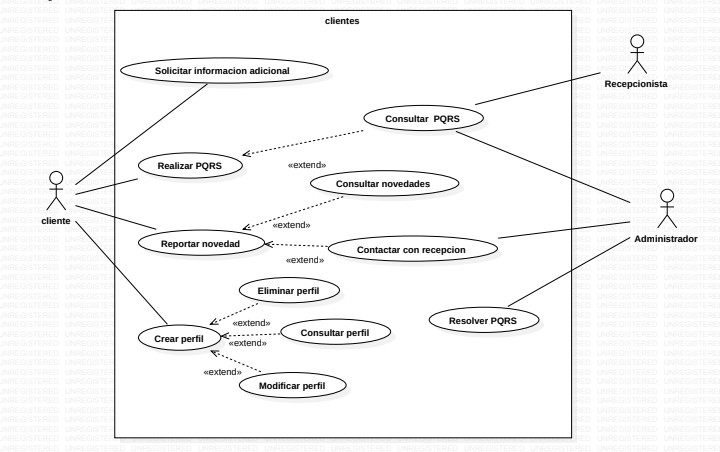 clientes
Solicitar informacion adicional
Recepcionista
Consultar PQRS
Realizar PQRS
«extend»
Consultar novedades
cliente
«extend»
Reportar novedad
Contactar con recepcion
Administrador
«extend»
Eliminar perfil
«extend»
Resolver PQRS
Crear perfil
Consultar perfil
«extend»
«extend»
Modificar perfil